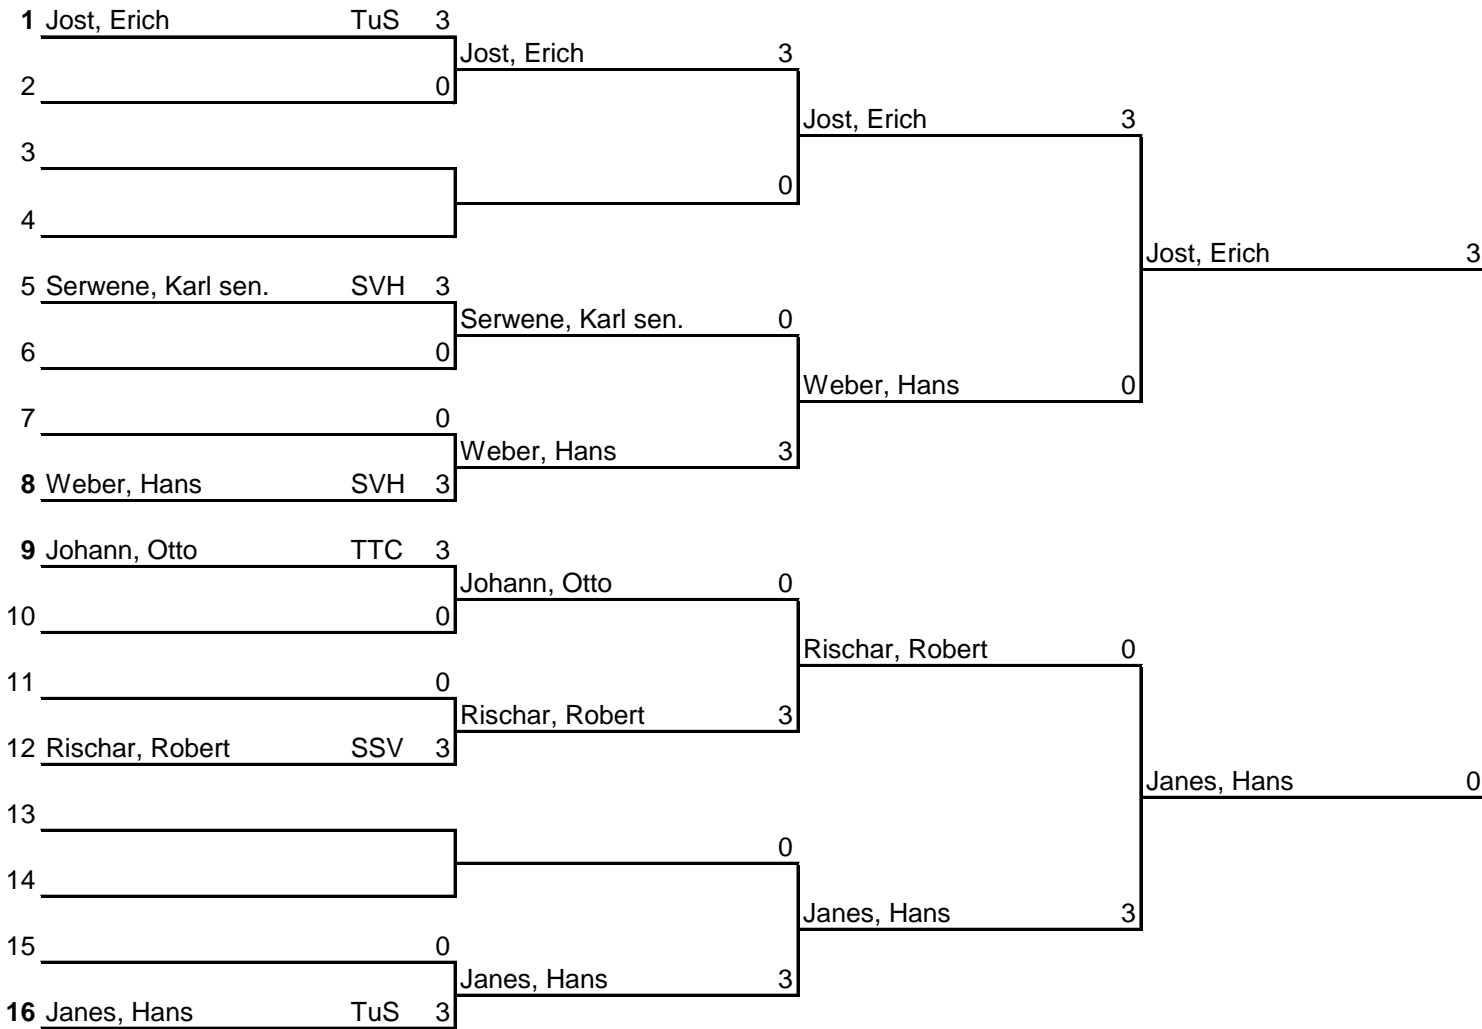 1 Jost, Erich TuS 3
Jost, Erich 3
2 0
Jost, Erich 3
3
0
4
Jost, Erich 3
5 Serwene, Karl sen. SVH 3
Serwene, Karl sen. 0
6 0
Weber, Hans 0
7 0
Weber, Hans 3
8 Weber, Hans SVH 3
9 Johann, Otto TTC 3
Johann, Otto 0
10 0
Rischar, Robert 0
11 0
Rischar, Robert 3
12 Rischar, Robert SSV 3
Janes, Hans 0
13
0
14
Janes, Hans 3
15 0
Janes, Hans 3
16 Janes, Hans TuS 3